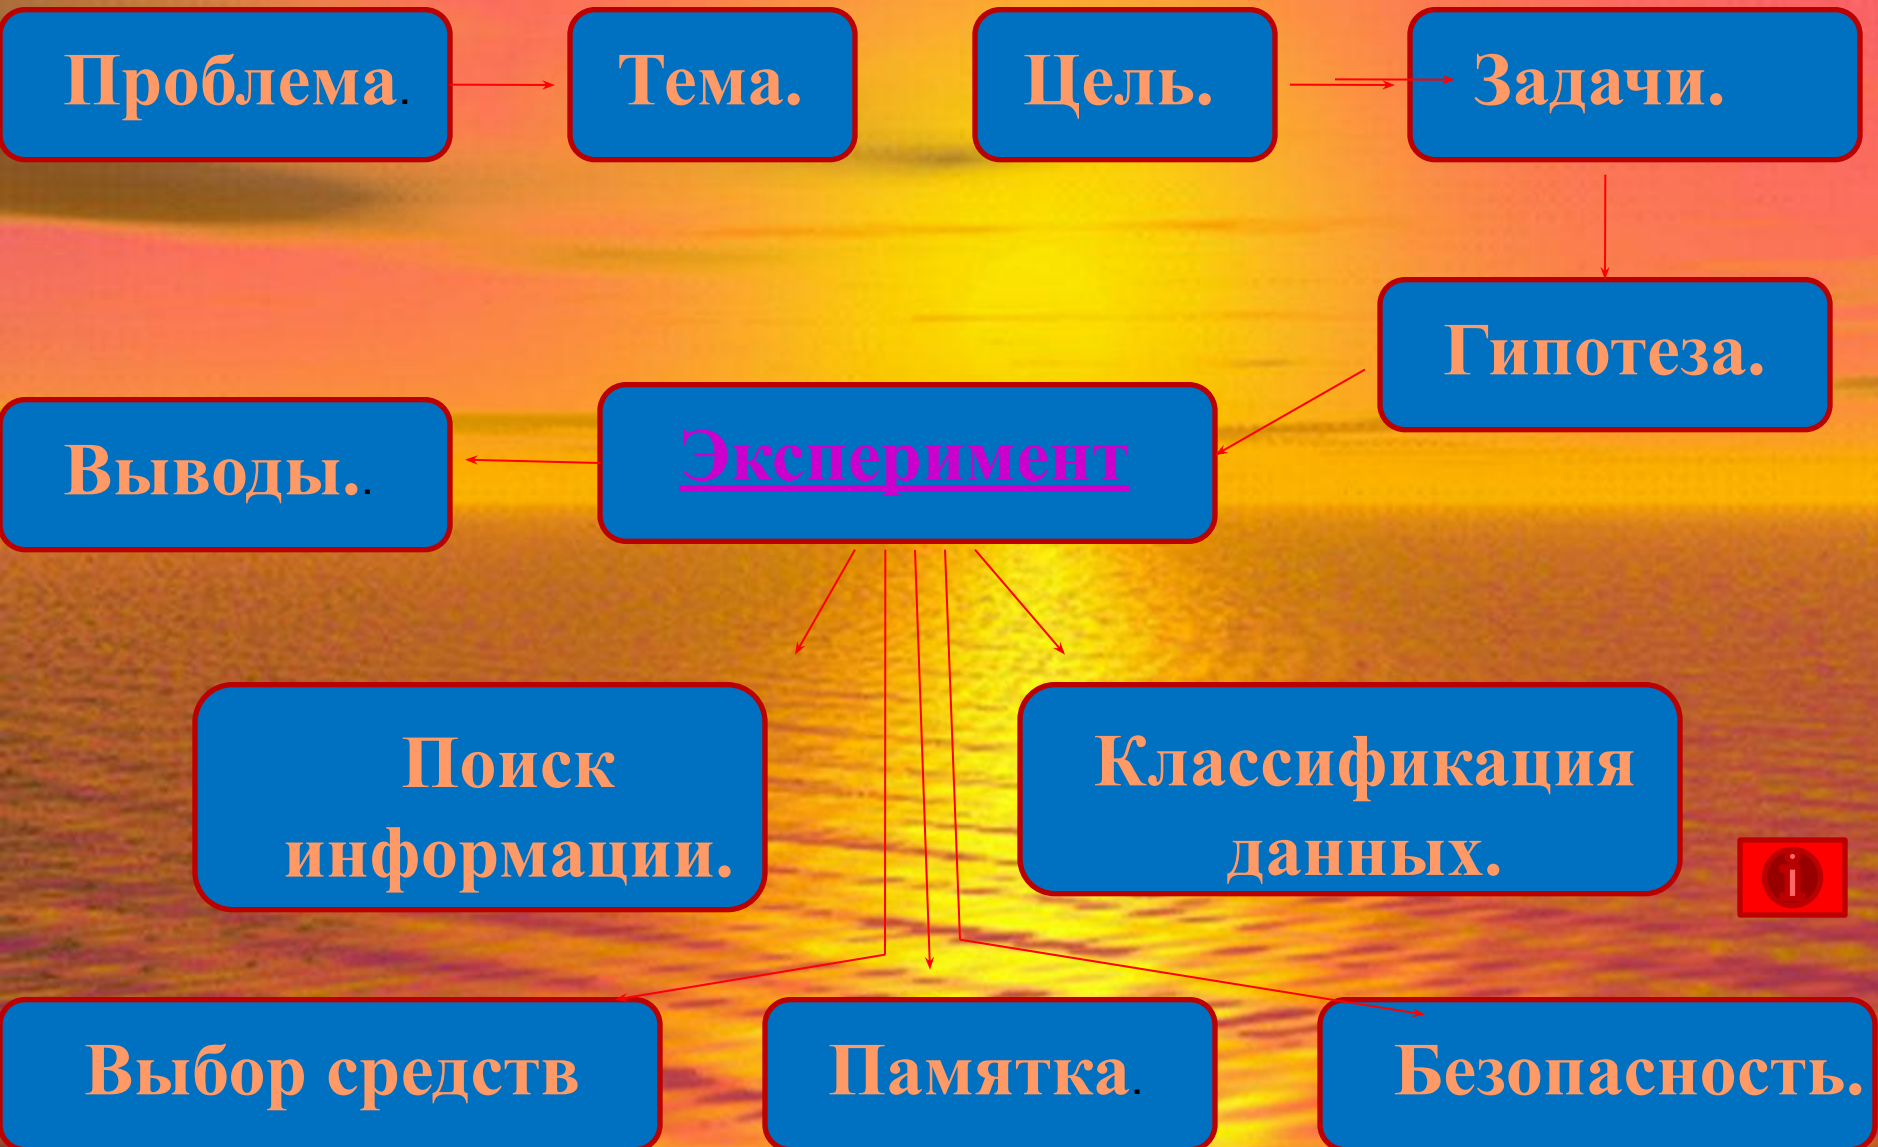 Проблема.
Тема.
Цель.
Задачи.
Гипотеза.
Эксперимент
Выводы..
Поиск
информации.
Классификация
данных.
i
Выбор средств
Памятка.
Безопасность.